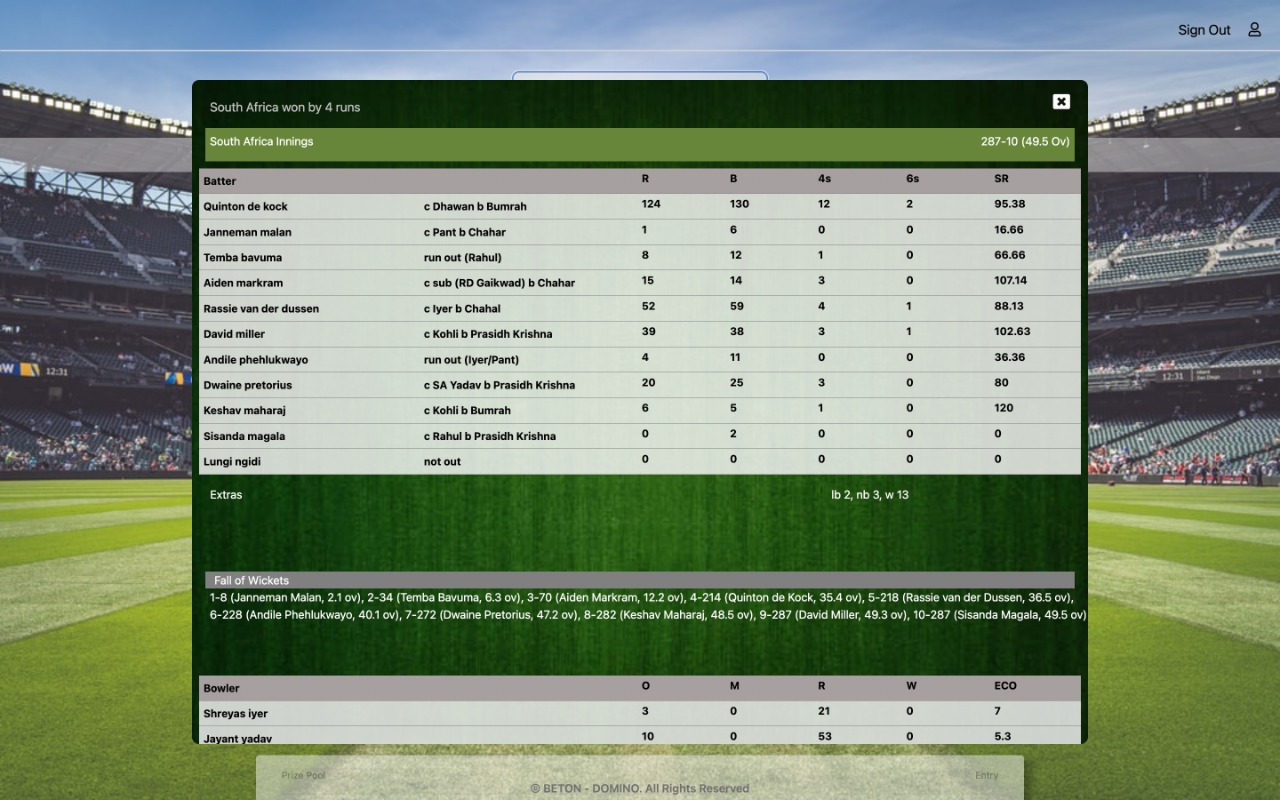 Sign Out
South Africa won by 4 runs
South Africa Innings 287-10 (49.5 Ov)
Batter R B 4s 6s SR
Quinton de kock c Dhawan b Bumrah 124 130 12 2 95.38
Janneman malan c Pant b Chahar 1 6 0 0 16.66
Temba bavuma run out (Rahul) 8 12 1 0 66.66
Aiden markram c sub (RD Gaikwad) b Chahar 15 14 3 0 107.14
Rassie van der dussen c Iyer b Chahal 52 59 4 1 88.13
David miller c Kohli b Prasidh Krishna 39 38 3 1 102.63
Andile phehlukwayo run out (Iyer/Pant) 4 11 0 0 36.36
Dwaine pretorius c SA Yadav b Prasidh Krishna 20 25 3 0 80
Keshav maharaj c Kohli b Bumrah 6 5 1 0 120
Sisanda magala c Rahul b Prasidh Krishna 0 2 0 0 0
Lungi ngidi not out 0 0 0 0 0
12:31
12:31
Extras lb 2, nb 3, w 13
Fall of Wickets
1-8 (Janneman Malan, 2.1 ov), 2-34 (Temba Bavuma, 6.3 ov), 3-70 (Aiden Markram, 12.2 ov), 4-214 (Quinton de Kock, 35.4 ov), 5-218 (Rassie van der Dussen, 36.5 ov),
6-228 (Andile Phehlukwayo, 40.1 ov), 7-272 (Dwaine Pretorius, 47.2 ov), 8-282 (Keshav Maharaj, 48.5 ov), 9-287 (David Miller, 49.3 ov), 10-287 (Sisanda Magala, 49.5 ov)
Bowler O M R W ECO
Shreyas iyer 3 0 21 0 7
Jayant yadav 10 0 53 0 5.3
Prize Pool Entry
© BETON - DOMINO. All Rights Reserved